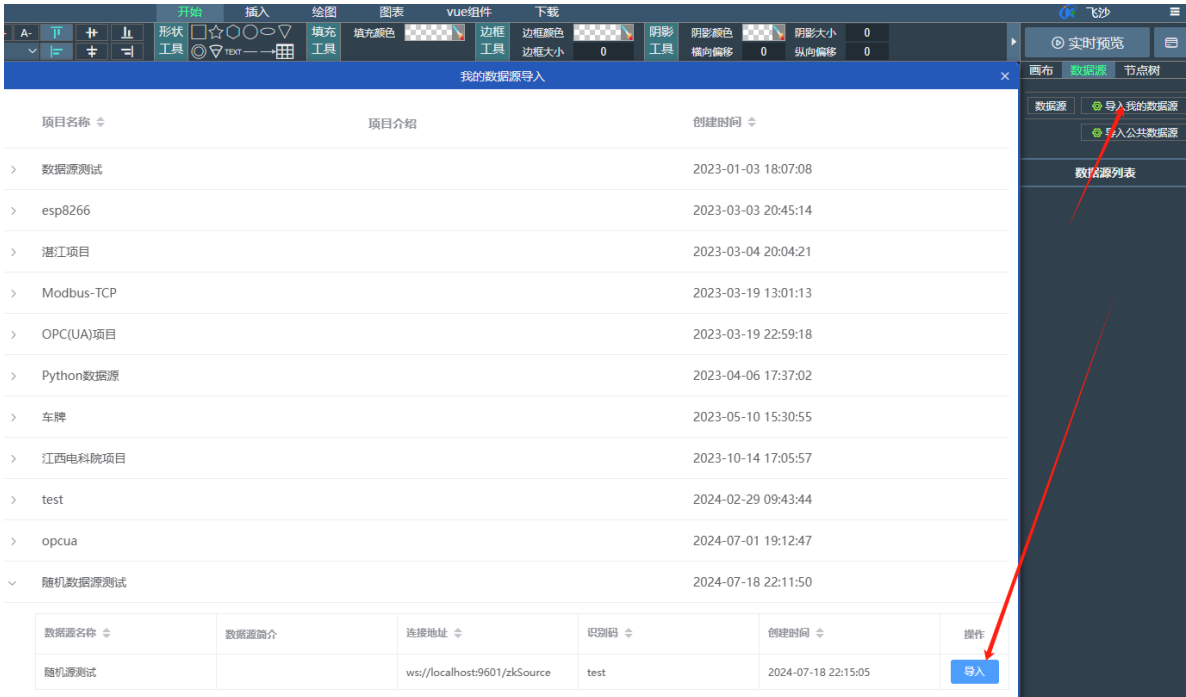 开始 插入 绘图 图表 vue组件 下载 飞沙
A- 形状 填充 填充颜色 边框 边框颜色 阴影 阴影颜色 阴影大小 0 实时预览
工具 TEXT 工具 工具 边框大小 0 工具 横向偏移 0 纵向偏移 0
我的数据源导入 × 画布 数据源 节点树
数据源 导入我的数据源
导入公共数据源
数据源列表
项目名称 项目介绍 创建时间
数据源测试 2023-01-03 18:07:08
esp8266 2023-03-03 20:45:14
湛江项目 2023-03-04 20:04:21
Modbus-TCP 2023-03-19 13:01:13
OPC(UA)项目 2023-03-19 22:59:18
Python数据源 2023-04-06 17:37:02
车牌 2023-05-10 15:30:55
江西电科院项目 2023-10-14 17:05:57
test 2024-02-29 09:43:44
opcua 2024-07-01 19:12:47
随机数据源测试 2024-07-18 22:11:50
数据源名称 数据源简介 连接地址 识别码 创建时间 操作
随机源测试 ws://localhost:9601/zkSource test 2024-07-18 22:15:05 导入